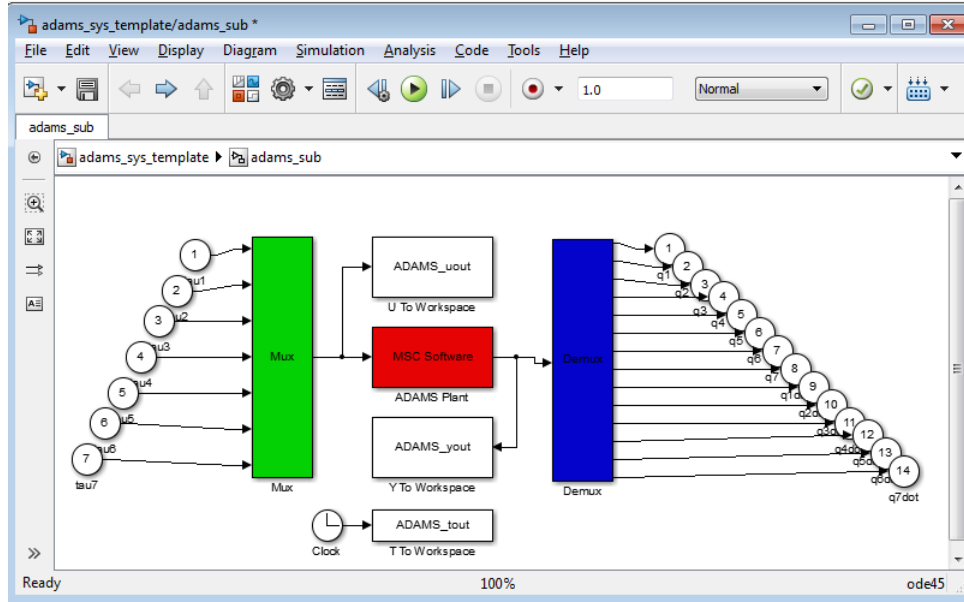 adams_sys_template/adams_sub *
File Edit View Display Diagram Simulation Analysis Code Tools Help
1.0 Normal
adams_sub
adams_sys_template adams_sub
1
2
3
4
5
6
7
tau7
Mux
Mux
ADAMS_uout
U To Workspace
MSC Software
ADAMS Plant
ADAMS_yout
Y To Workspace
Clock
ADAMS_tout
T To Workspace
Demux
Demux
1
q1
2
q2
3
q3
4
q4
5
q5
6
q6
7
q7
8
9
10
11
12
13
14
q7dot
Ready 100% ode45